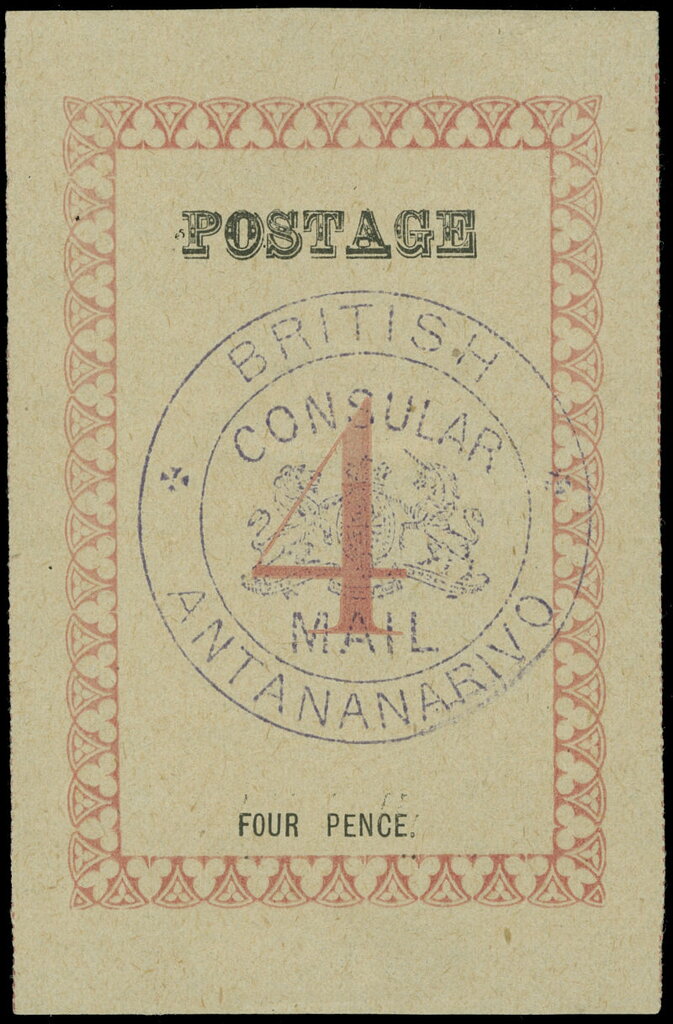 POSTAGE
BRITISH
CONSULAR
4
MAIL
ANTANANARIVO
FOUR PENCE.